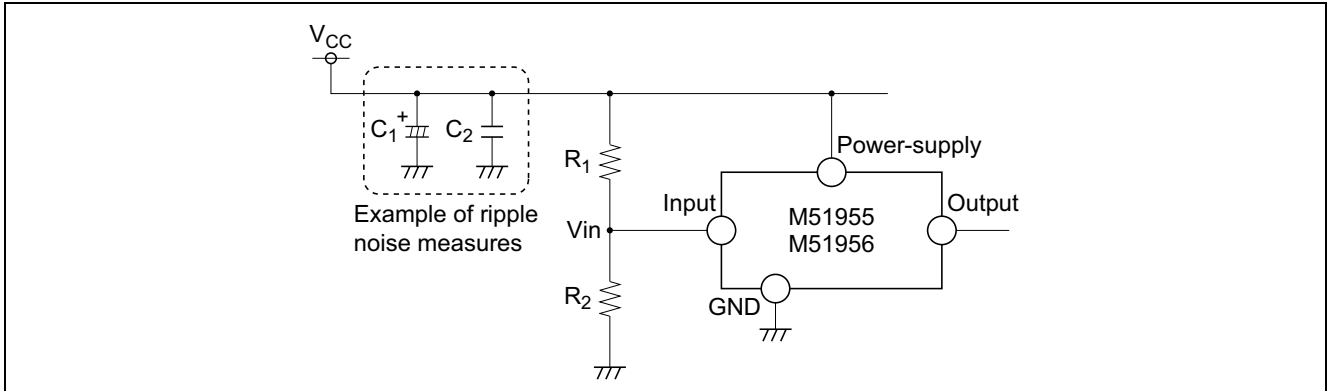 VCC
C1
+
C2
Example of ripple
noise measures
R1
Vin
R2
Input
Power-supply
M51955
M51956
Output
GND